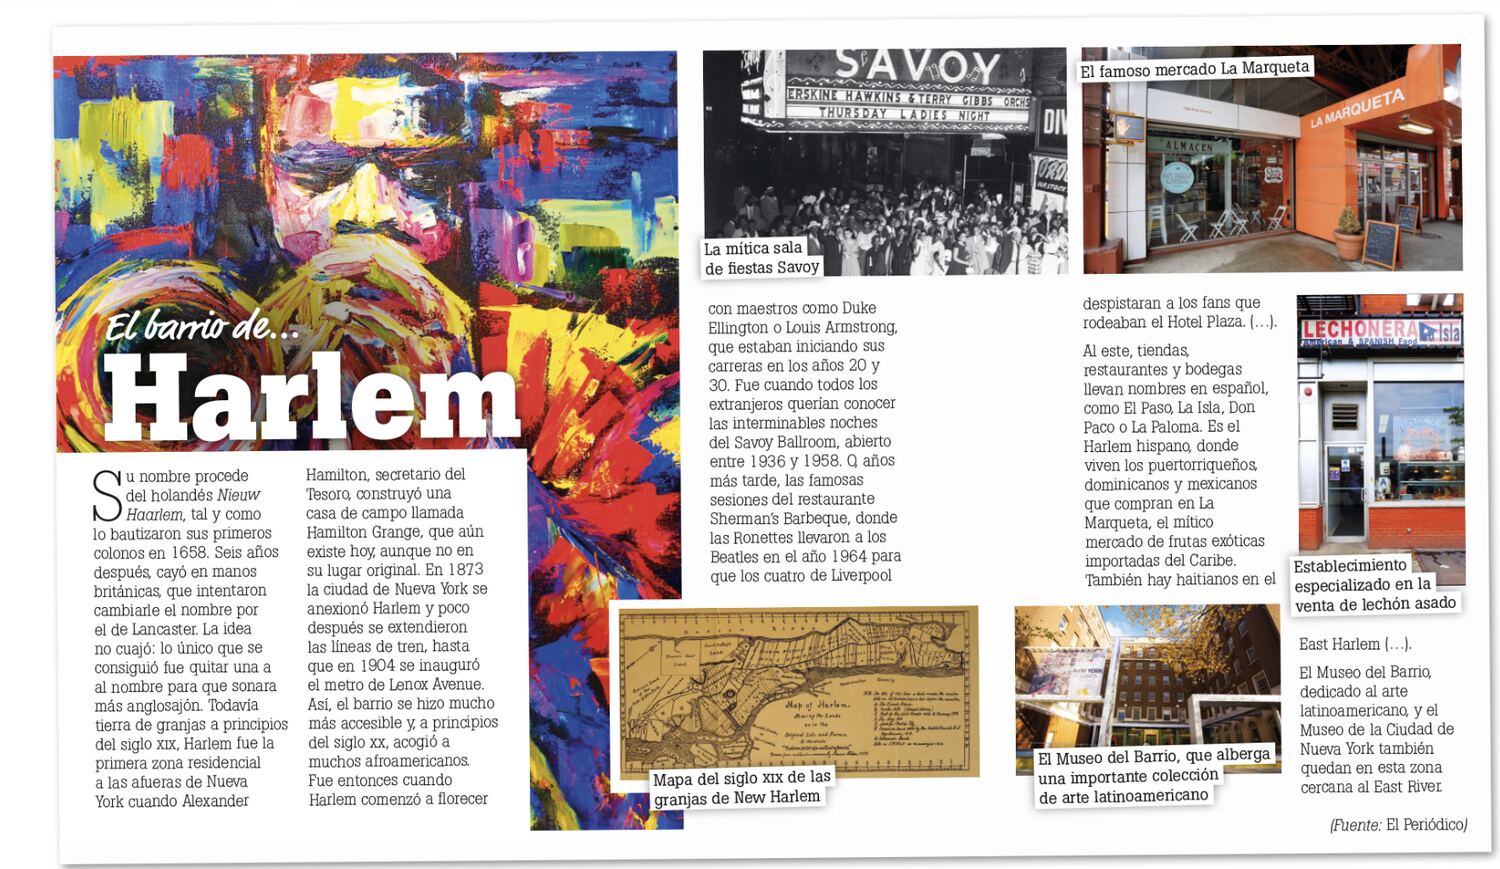 El barrio de...
Harlem
Su nombre procede
del holandés Nieuw
Haarlem, tal y como
lo bautizaron sus primeros
colonos en 1658. Seis años
después, cayó en manos
británicas, que intentaron
cambiarle el nombre por
el de Lancaster. La idea
no cuajó: lo único que se
consiguió fue quitar una a
al nombre para que sonara
más anglosajón. Todavía
tierra de granjas a principios
del siglo XIX, Harlem fue la
primera zona residencial
a las afueras de Nueva
York cuando Alexander
Hamilton, secretario del
Tesoro, construyó una
casa de campo llamada
Hamilton Grange, que aún
existe hoy, aunque no en
su lugar original. En 1873
la ciudad de Nueva York se
anexionó Harlem y poco
después se extendieron
las líneas de tren, hasta
que en 1904 se inauguró
el metro de Lenox Avenue.
Así, el barrio se hizo mucho
más accesible y, a principios
del siglo XX, acogió a
muchos afroamericanos.
Fue entonces cuando
Harlem comenzó a florecer
SAVOY
ERSKINE HAWKINS & TERRY GIBBS ORCHS
THURSDAY LADIES NIGHT
La mítica sala
de fiestas Savoy
con maestros como Duke
Ellington o Louis Armstrong,
que estaban iniciando sus
carreras en los años 20 y
30. Fue cuando todos los
extranjeros querían conocer
las interminables noches
del Savoy Ballroom, abierto
entre 1936 y 1958. O, años
más tarde, las famosas
sesiones del restaurante
Sherman's Barbeque, donde
las Ronettes llevaron a los
Beatles en el año 1964 para
que los cuatro de Liverpool
Map of Harlem.
Mapa del siglo XIX de las
granjas de New Harlem
El famoso mercado La Marqueta
LA MARQUETA
ALMACEN
despistaran a los fans que
rodeaban el Hotel Plaza. (...).
Al este, tiendas,
restaurantes y bodegas
llevan nombres en español,
como El Paso, La Isla, Don
Paco o La Paloma. Es el
Harlem hispano, donde
viven los puertorriqueños,
dominicanos y mexicanos
que compran en La
Marqueta, el mítico
mercado de frutas exóticas
importadas del Caribe.
También hay haitianos en el
LECHONERA La Isla
American & SPANISH Food
Establecimiento
especializado en la
venta de lechón asado
El Museo del Barrio, que alberga
una importante colección
de arte latinoamericano
East Harlem (...).
El Museo del Barrio,
dedicado al arte
latinoamericano, y el
Museo de la Ciudad de
Nueva York también
quedan en esta zona
cercana al East River.
(Fuente: El Periódico)